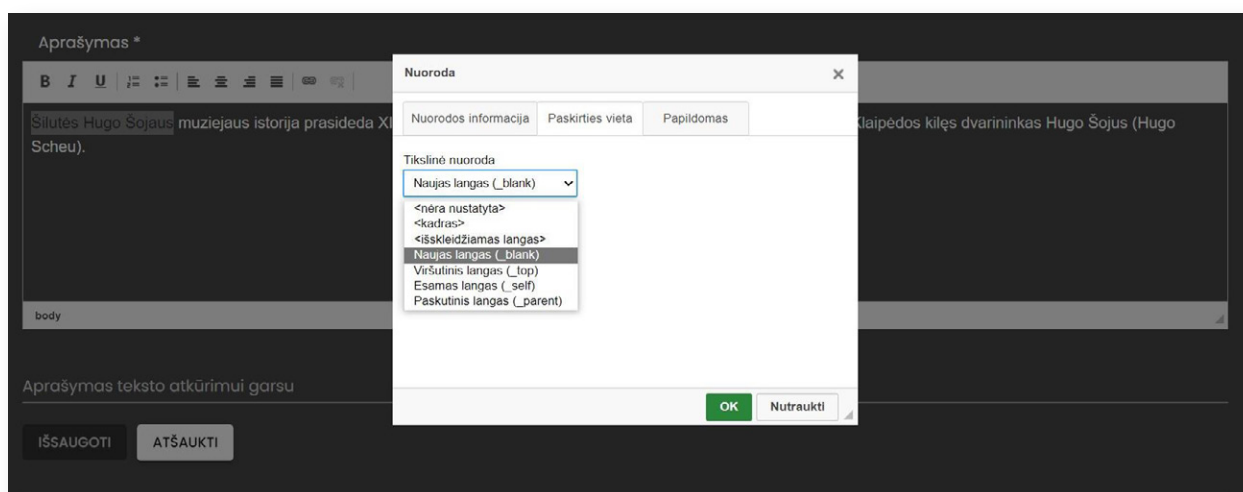 Aprašymas *
B I U
Šilutės Hugo Šojaus muziejaus istorija prasideda XI
Klaipėdos kilęs dvarininkas Hugo Šojus (Hugo
Scheu).
body
Nuoroda
Nuorodos informacija Paskirties vieta Papildomas
Tikslinė nuoroda
Naujas langas (_blank)
<nėra nustatyta>
<kadras>
<išskleidžiamas langas>
Naujas langas (_blank)
Viršutinis langas (_top)
Esamas langas (_self)
Paskutinis langas (_parent)
OK Nutraukti
Aprašymas teksto atkūrimui garsu
IŠSAUGOTI ATŠAUKTI